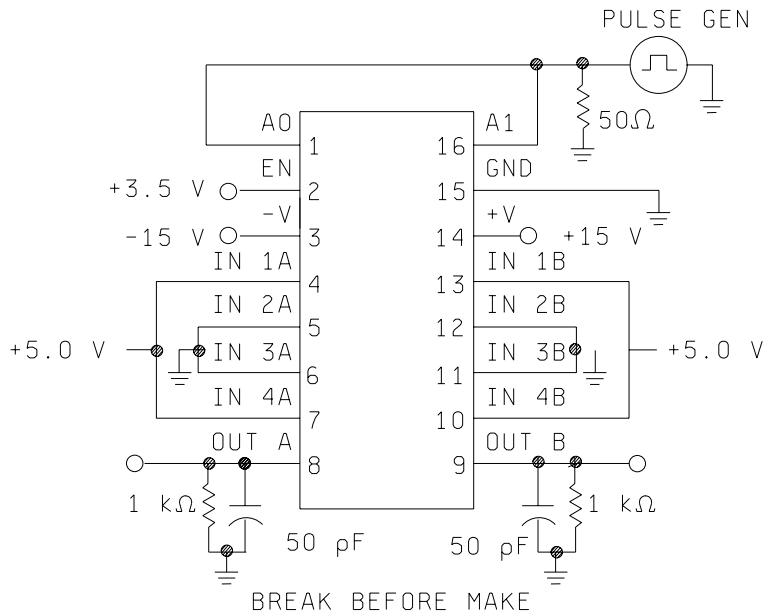 PULSE GEN
50Ω
A0 1 16 A1
EN 2 15 GND
+3.5 V
-V 3 14 +V
-15 V +15 V
IN 1A 4 13 IN 1B
IN 2A 5 12 IN 2B
+5.0 V +5.0 V
IN 3A 6 11 IN 3B
IN 4A 7 10 IN 4B
OUT A 8 9 OUT B
1 kΩ 1 kΩ
50 pF 50 pF
BREAK BEFORE MAKE